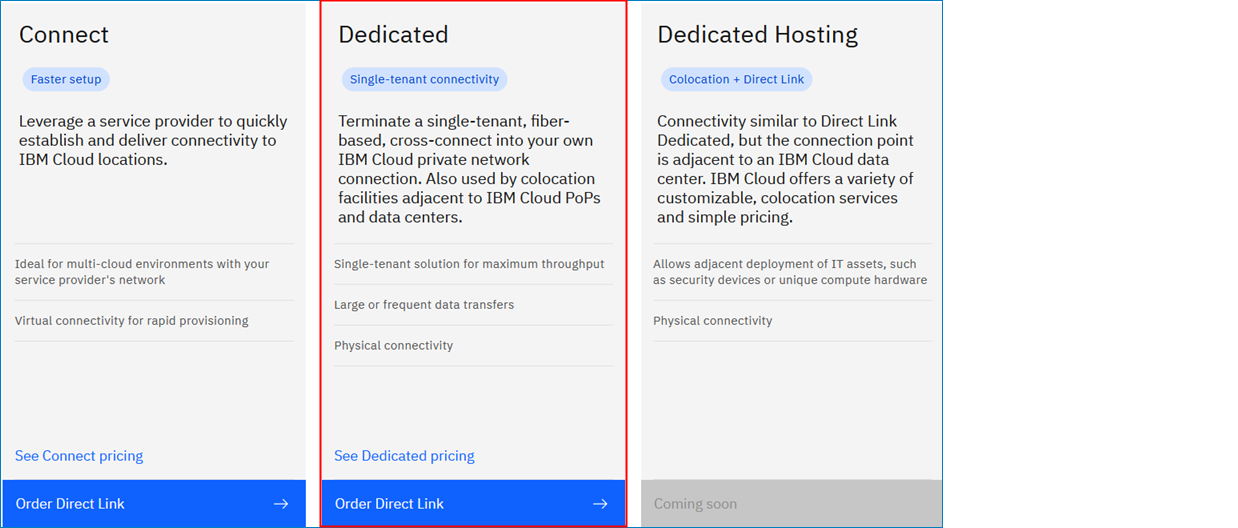 Connect
Faster setup
Leverage a service provider to quickly
establish and deliver connectivity to
IBM Cloud locations.
Ideal for multi-cloud environments with your
service provider's network
Virtual connectivity for rapid provisioning
See Connect pricing
Order Direct Link
Dedicated
Single-tenant connectivity
Terminate a single-tenant, fiber-
based, cross-connect into your own
IBM Cloud private network
connection. Also used by colocation
facilities adjacent to IBM Cloud PoPs
and data centers.
Single-tenant solution for maximum throughput
Large or frequent data transfers
Physical connectivity
See Dedicated pricing
Order Direct Link
Dedicated Hosting
Colocation + Direct Link
Connectivity similar to Direct Link
Dedicated, but the connection point
is adjacent to an IBM Cloud data
center. IBM Cloud offers a variety of
customizable, colocation services
and simple pricing.
Allows adjacent deployment of IT assets, such
as security devices or unique compute hardware
Physical connectivity
Coming soon